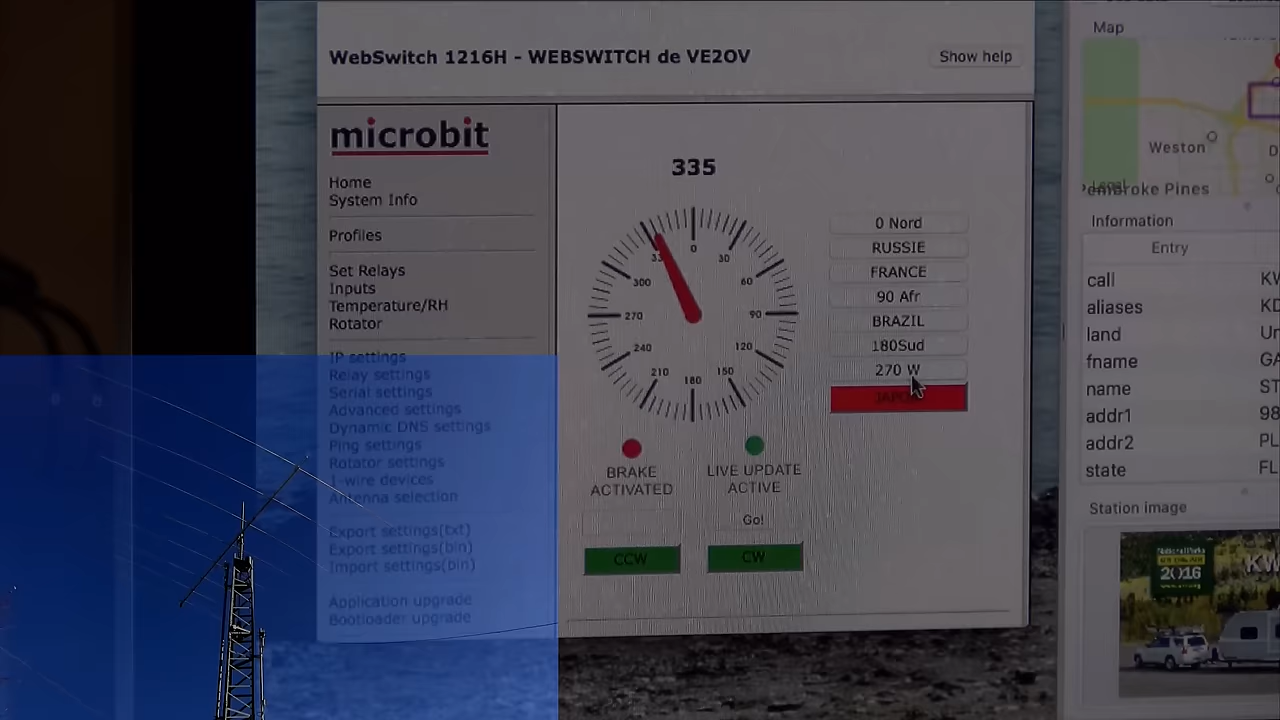 WebSwitch 1216H - WEBSWITCH de VE2OV
Show help
microbit
Home
System Info
Profiles
Set Relays
Inputs
Temperature/RH
Rotator
IP settings
Relay settings
Serial settings
Advanced settings
Dynamic DNS settings
Ping settings
Rotator settings
1-wire devices
Antenna selection
Export settings(txt)
Export settings(bin)
Import settings(bin)
Application upgrade
Bootloader upgrade
335
0
30
60
90
120
150
180
210
240
270
300
0 Nord
RUSSIE
FRANCE
90 Afr
BRAZIL
180Sud
270 W
BRAKE
ACTIVATED
LIVE UPDATE
ACTIVE
Go!
CCW
CW
Map
Weston
Legal
Pembroke Pines
Information
Entry
call
aliases
land
fname
name
addr1 98
addr2
state FL
Station image
2016